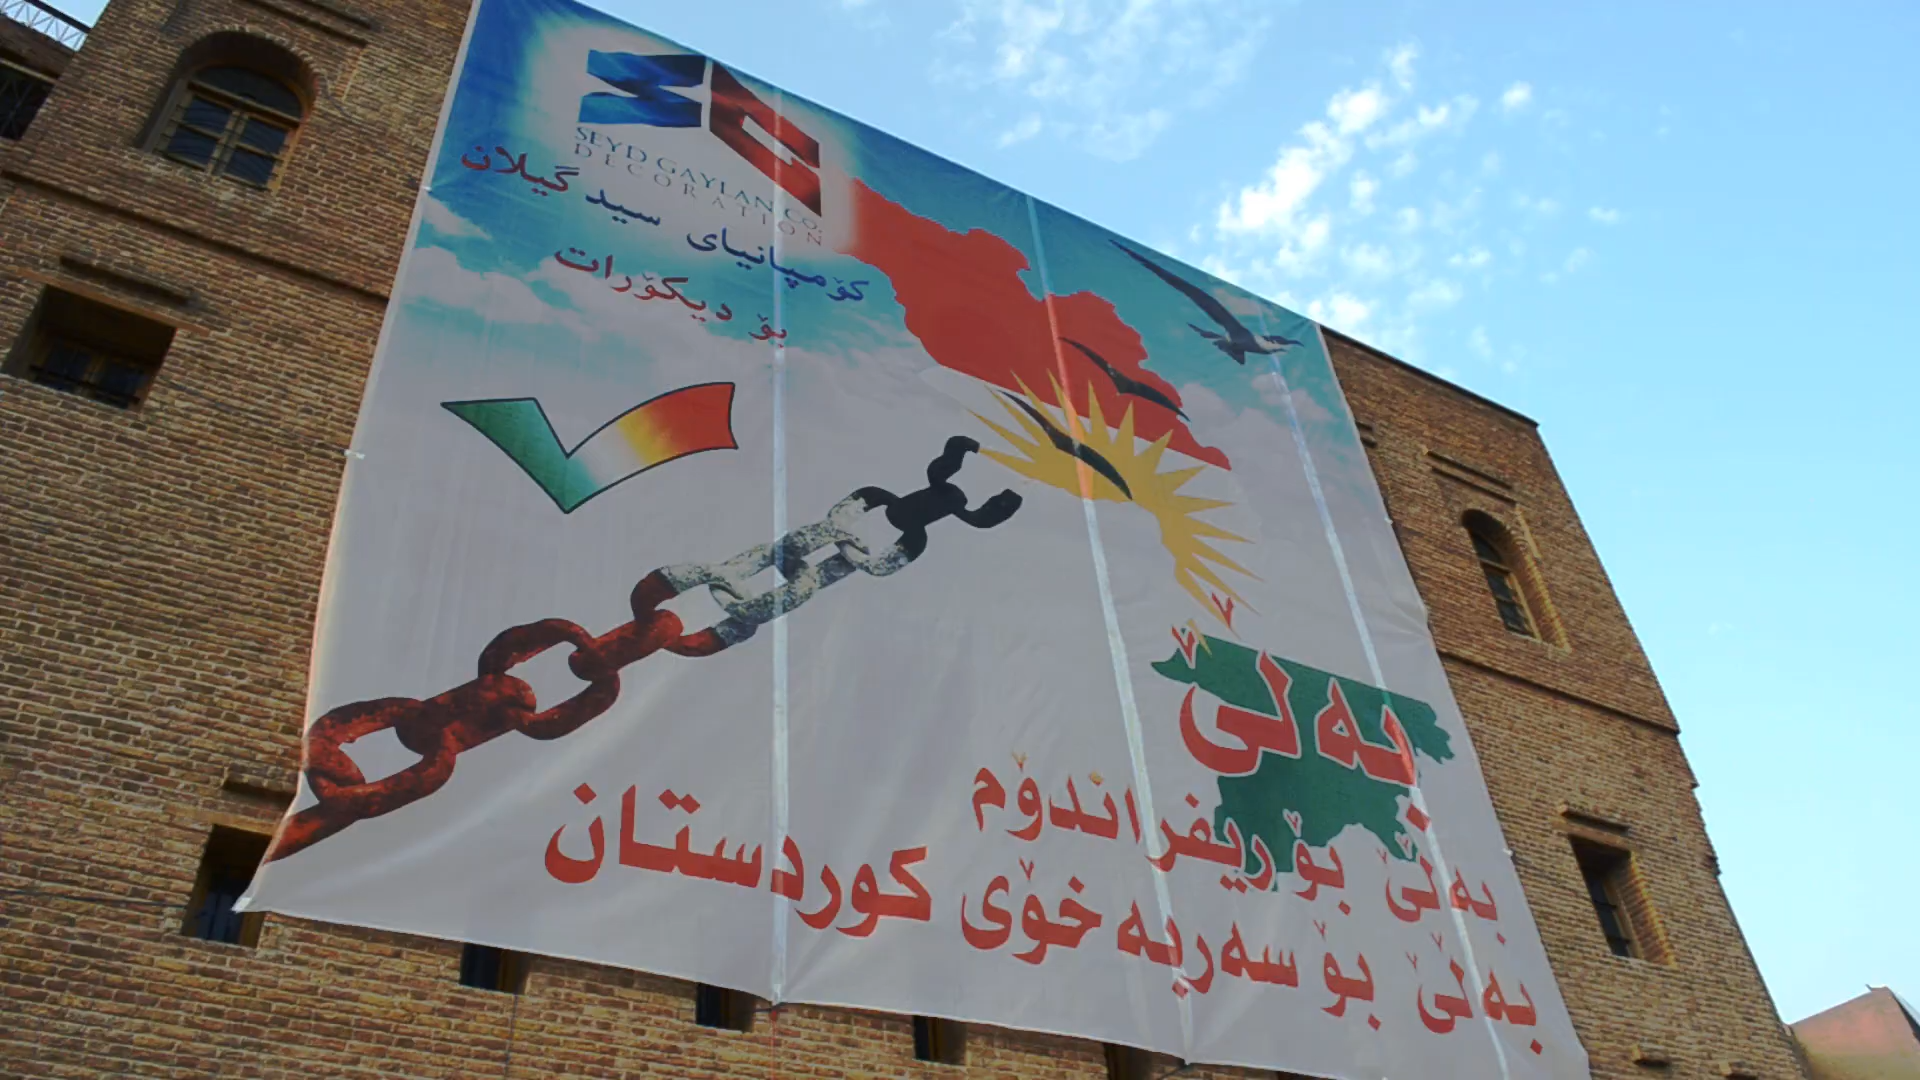 SEYD GAYLAN CO.
DECORATION
کۆمپانیای سید گیلان
بۆ دیکۆرات
بەڵێ
بەڵێ بۆ ریفراندۆم
بەڵێ بۆ سەربەخۆی کوردستان